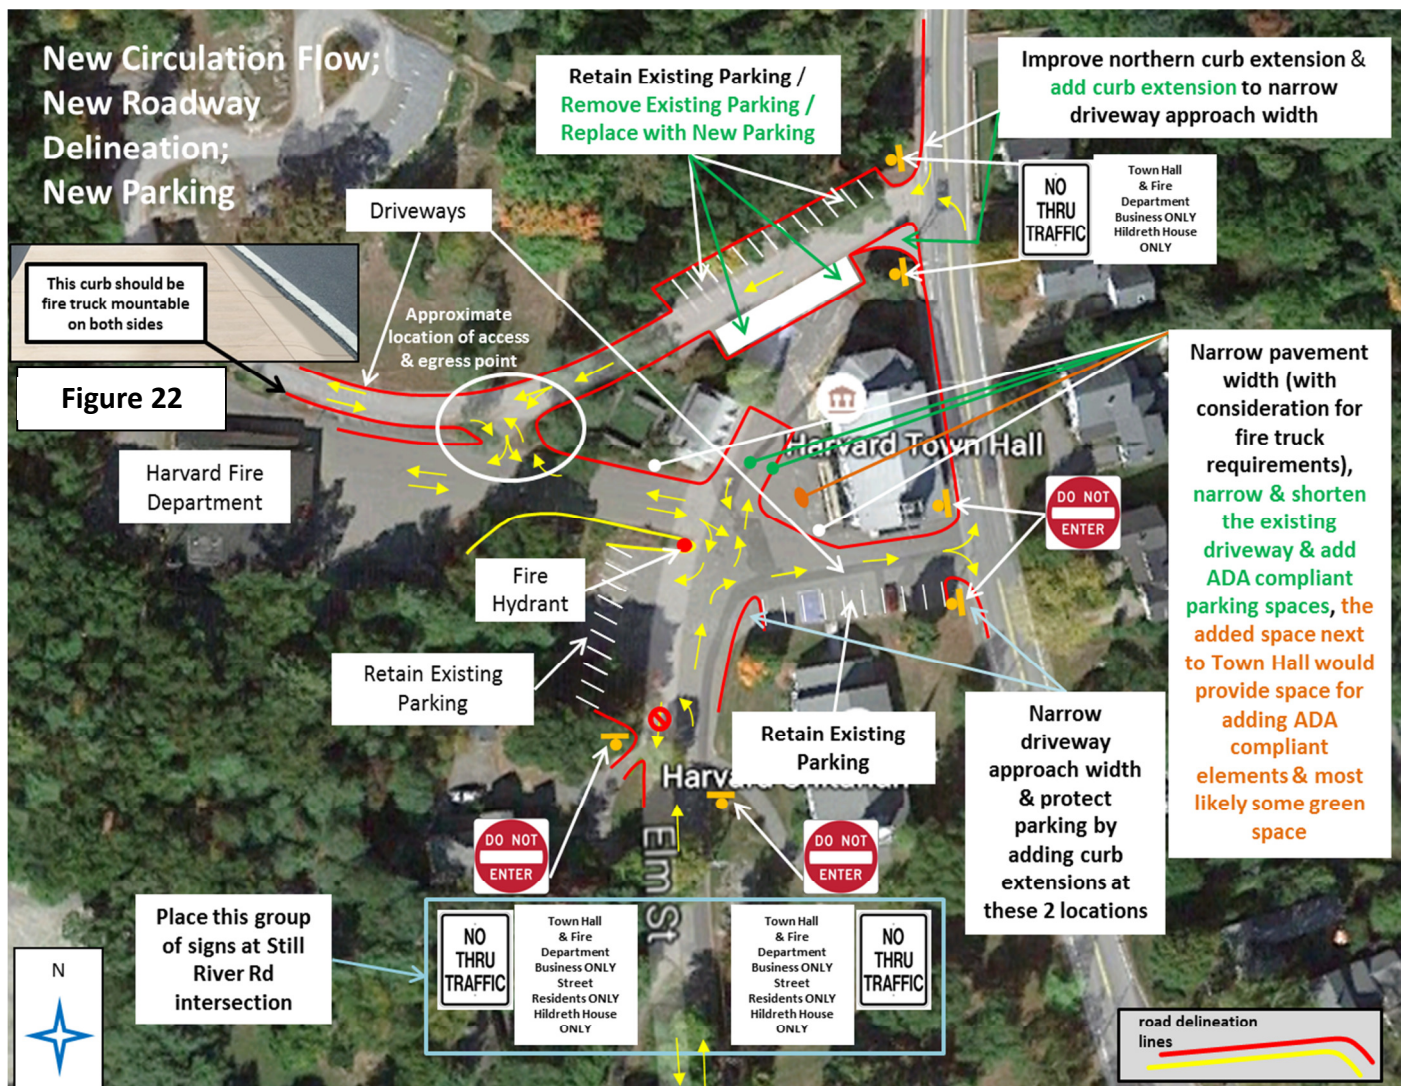 New Circulation Flow;
New Roadway
Delineation;
New Parking
Retain Existing Parking /
Remove Existing Parking /
Replace with New Parking
Improve northern curb extension &
add curb extension to narrow
driveway approach width
NO
THRU
TRAFFIC
Town Hall
& Fire
Department
Business ONLY
Hildreth House
ONLY
Driveways
This curb should be
fire truck mountable
on both sides
Approximate
location of access
& egress point
Figure 22
Harvard Fire
Department
Harvard Town Hall
Narrow pavement
width (with
consideration for
fire truck
requirements),
narrow & shorten
the existing
driveway & add
ADA compliant
parking spaces, the
added space next
to Town Hall would
provide space for
adding ADA
compliant
elements & most
likely some green
space
DO NOT
ENTER
Fire
Hydrant
Retain Existing
Parking
Retain Existing
Parking
Narrow
driveway
approach width
& protect
parking by
adding curb
extensions at
these 2 locations
Harvard
DO NOT
ENTER
DO NOT
ENTER
Elm St
Place this group
of signs at Still
River Rd
intersection
NO
THRU
TRAFFIC
Town Hall
& Fire
Department
Business ONLY
Street
Residents ONLY
Hildreth House
ONLY
Town Hall
& Fire
Department
Business ONLY
Street
Residents ONLY
Hildreth House
ONLY
NO
THRU
TRAFFIC
N
road delineation
lines